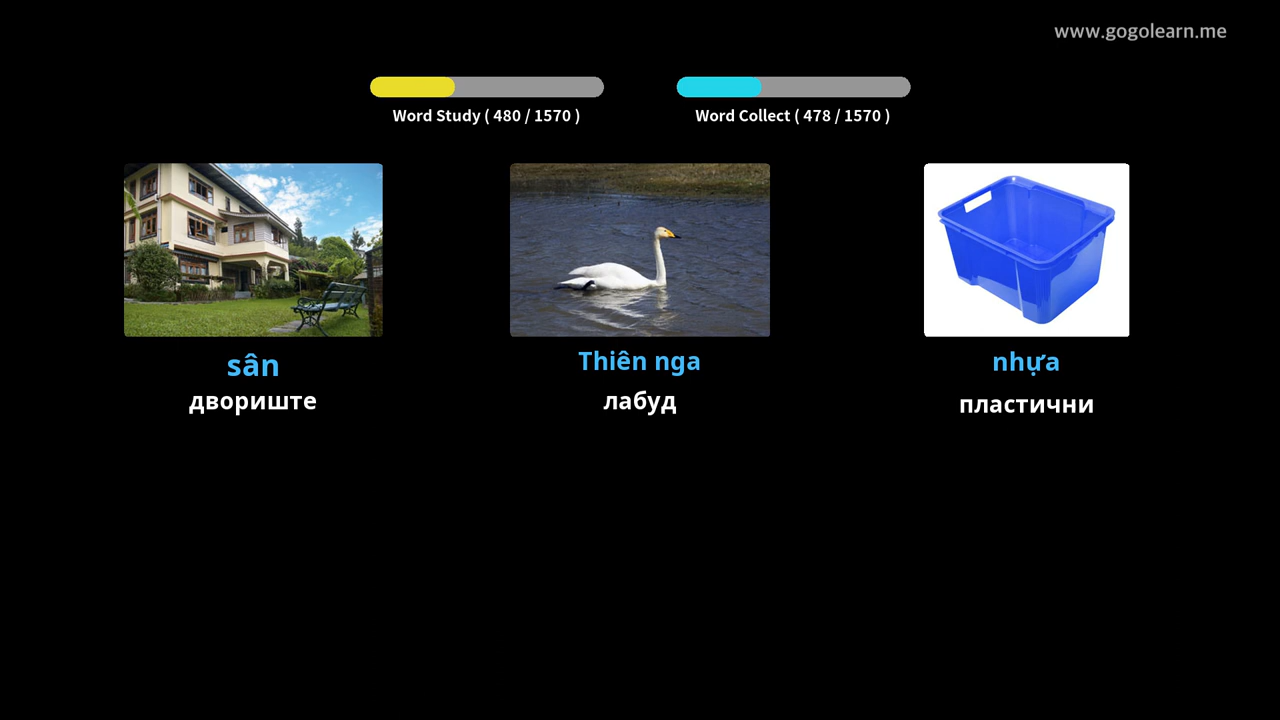 www.gogolearn.me
Word Study ( 480 / 1570 )
Word Collect ( 478 / 1570 )
sân
Thiên nga
nhựa
двориште
лабуд
пластични